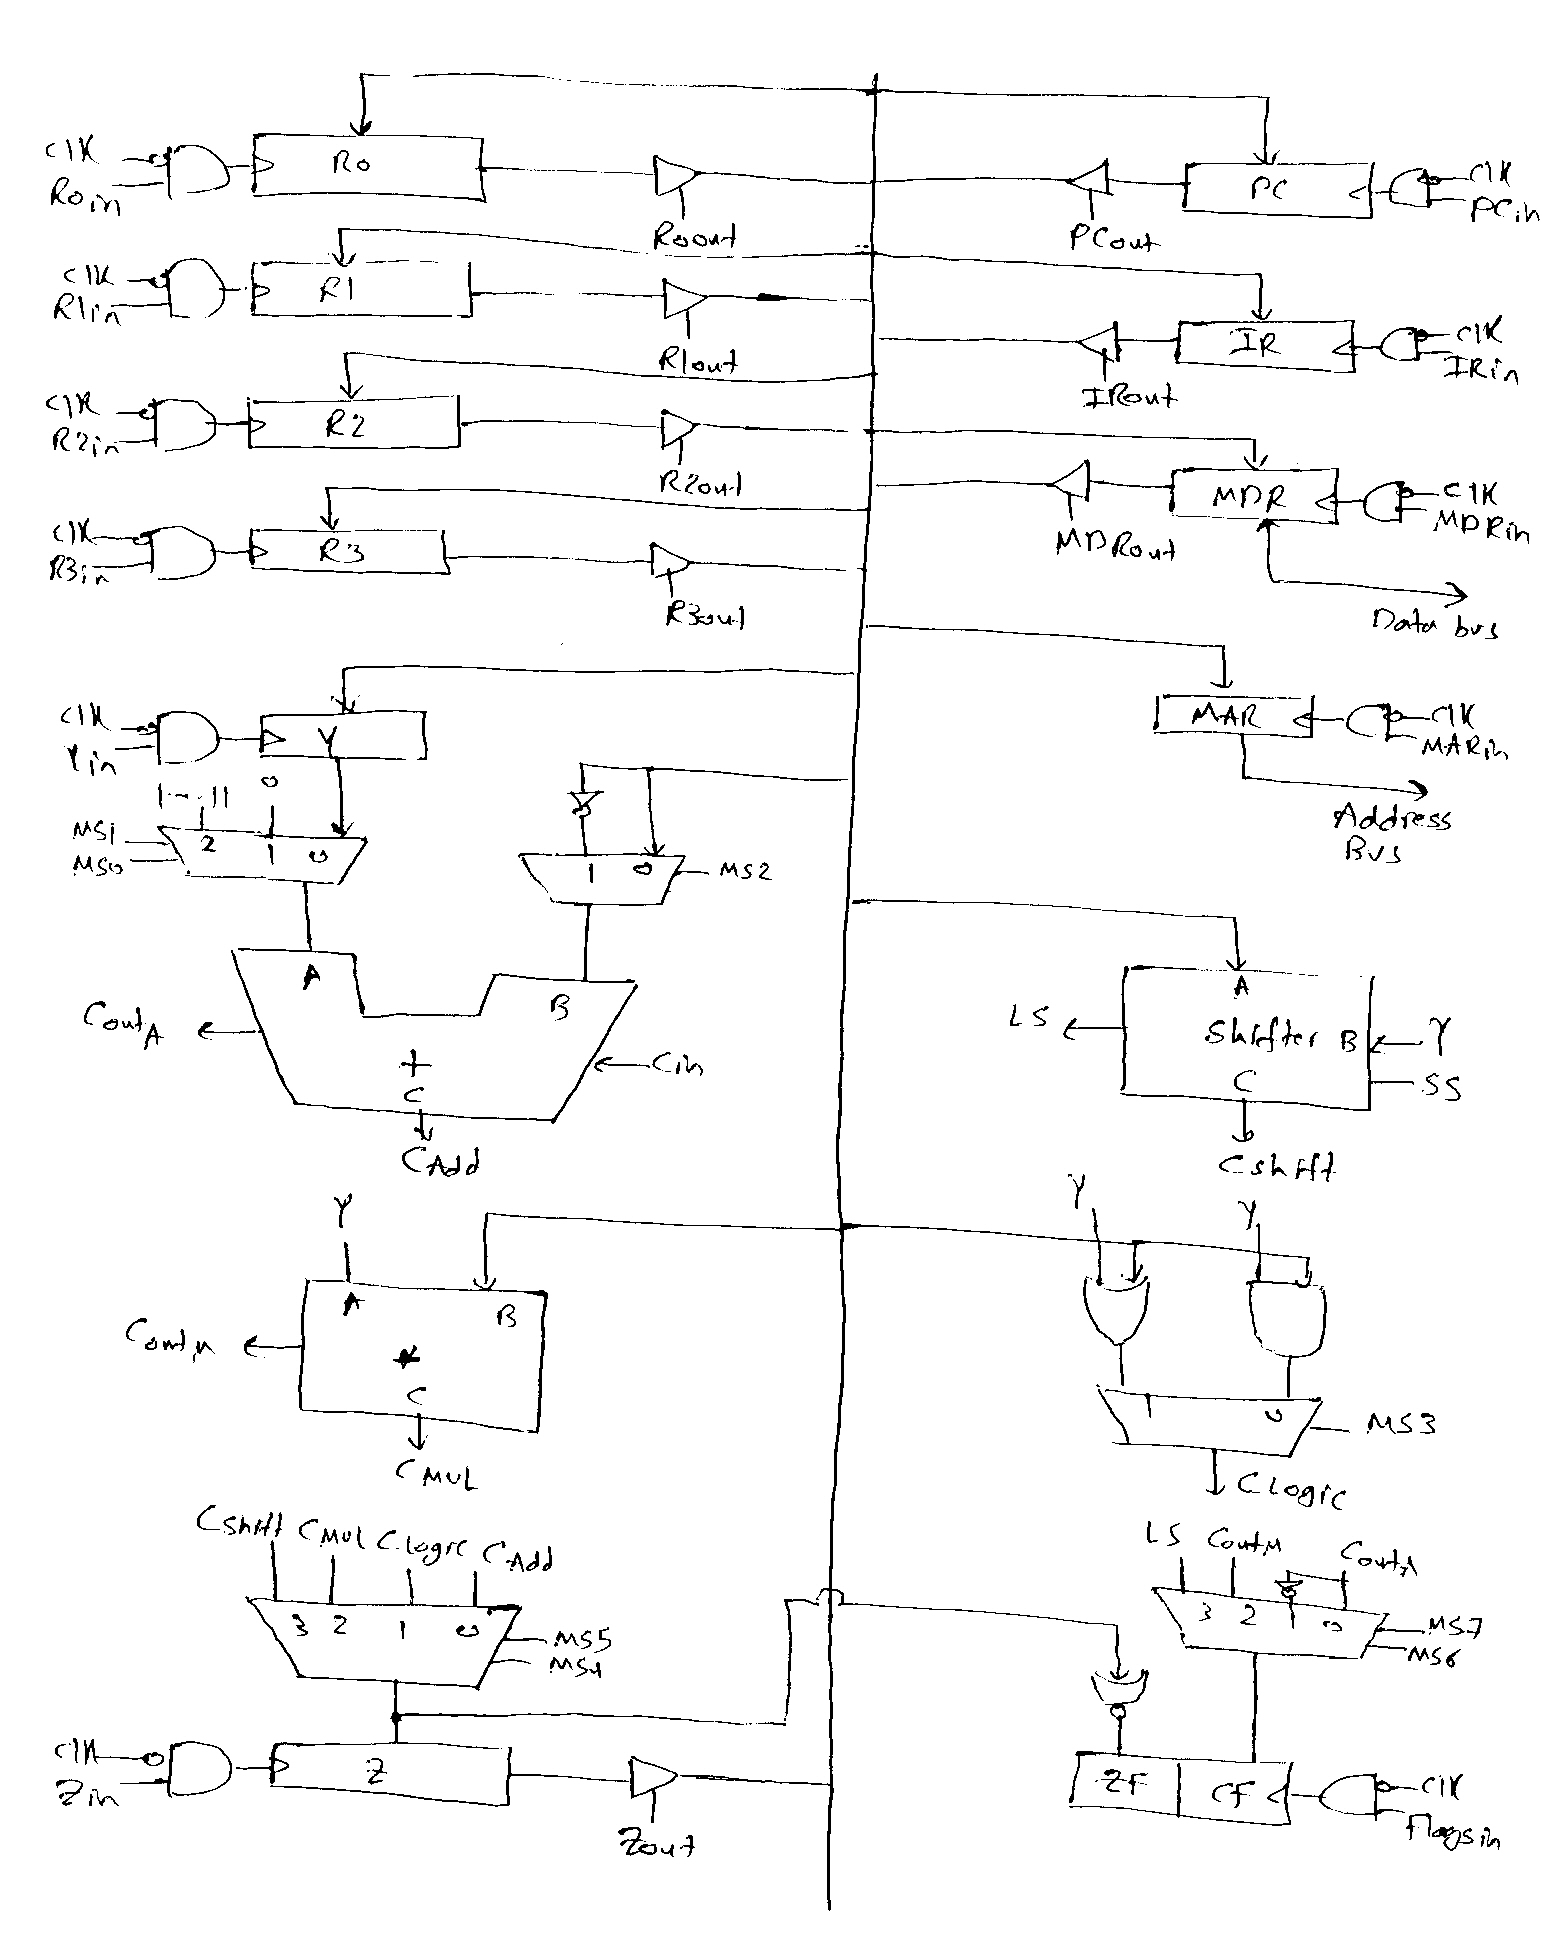 ClK
R0in
R0
R0out
PCout
PC
ClK
PCin
ClK
R1in
R1
R1out
IRout
IR
ClK
IRin
ClK
R2in
R2
R2out
MDRout
MDR
ClK
MDRin
Data bus
ClK
R3in
R3
R3out
ClK
Yin
Y
MAR
ClK
MARin
Address
Bus
1--.11
0
MS1
MS0
2 1 0
1 0
MS2
A
B
+
C
CoutA
Cin
CAdd
A
Shifter
B
Y
SS
C
LS
Cshift
Y
A
B
*
C
CoutM
CMUL
Y
Y
1 0
MS3
CLogic
Cshift CMUL CLogic CAdd
3 2 1 0
MS5
MS4
LS CoutM CoutA
3 2 1 0
MS7
MS6
ClK
Zin
Z
Zout
ZF
CF
ClK
Flagsin